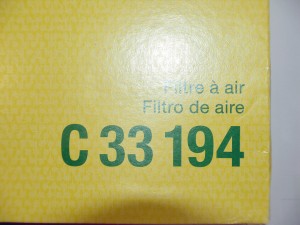 Filtre à air
Filtro de aire
C 33 194